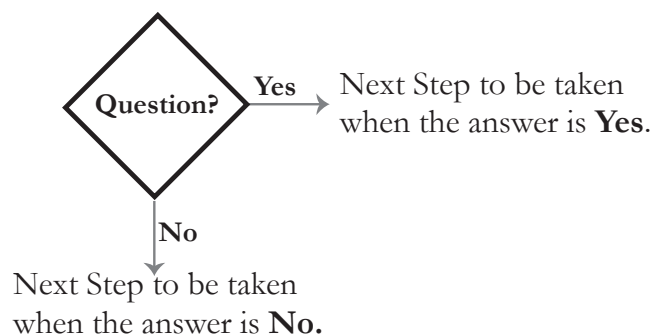 Question?
Yes
Next Step to be taken
when the answer is Yes.
No
Next Step to be taken
when the answer is No.